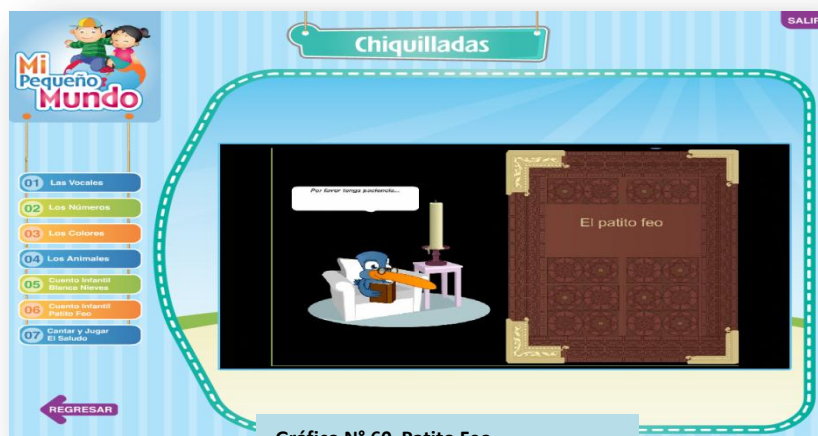 SALIR
Chiquilladas
Mi
Pequeño
Mundo
01 Las Vocales
02 Los Números
03 Los Colores
04 Los Animales
05 Cuento Infantil
Blanca Nieves
06 Cuento Infantil
Patito Feo
07 Cantar y Jugar
El Saludo
REGRESAR
Por favor tenga paciencia...
El patito feo
Gráfico N° 60 Patito Feo